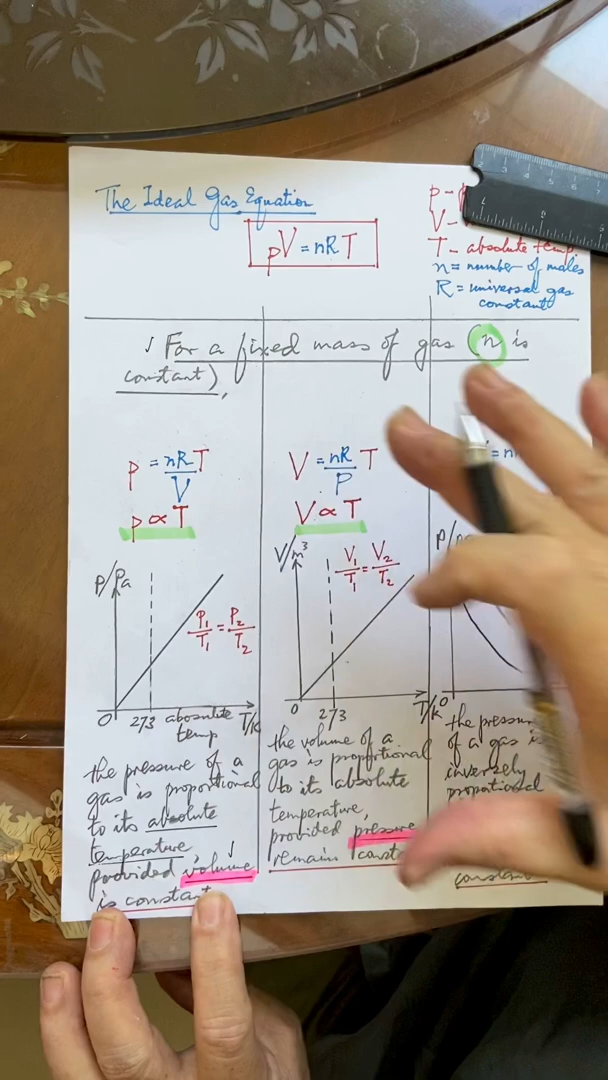 The Ideal Gas Equation
pV = nRT
p -
V -
T - absolute temp.
n = number of moles
R = universal gas
constant
For a fixed mass of gas (n is
constant),
p = nR/V T
p ∝ T
P/Pa
P₁/T₁ = P₂/T₂
0 273 abosulte T/K
temp
the pressure of a
gas is proportional
to its absolute
temperature
provided volume
is constant
V = nR/P T
V ∝ T
V/m³
V₁/T₁ = V₂/T₂
0 273 T/K
the volume of a
gas is proportional
to its absolute
temperature,
provided pressure
remains
= n
P/
0
the
of a gas is
inversely
proportional
constant